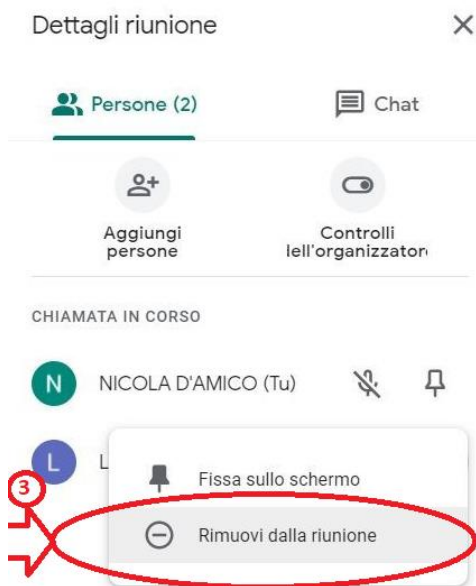 Dettagli riunione
Persone (2)
Chat
Aggiungi
persone
Controlli
lell'organizzator
CHIAMATA IN CORSO
N
NICOLA D'AMICO (Tu)
L
L
3
Fissa sullo schermo
Rimuovi dalla riunione